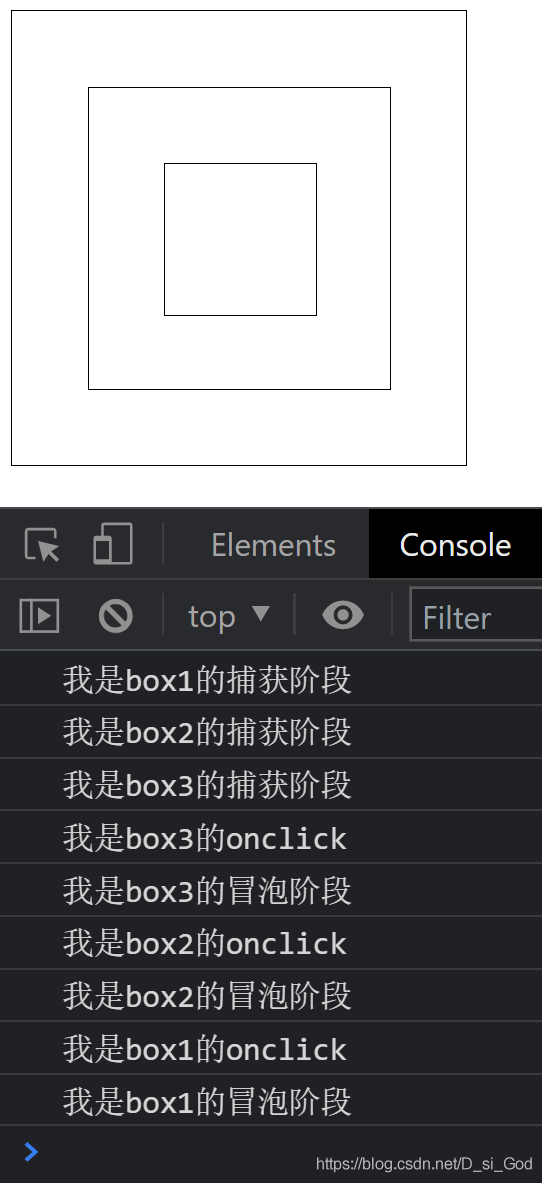 Elements Console
top Filter
我是box1的捕获阶段
我是box2的捕获阶段
我是box3的捕获阶段
我是box3的onclick
我是box3的冒泡阶段
我是box2的onclick
我是box2的冒泡阶段
我是box1的onclick
我是box1的冒泡阶段
https://blog.csdn.net/D_si_God